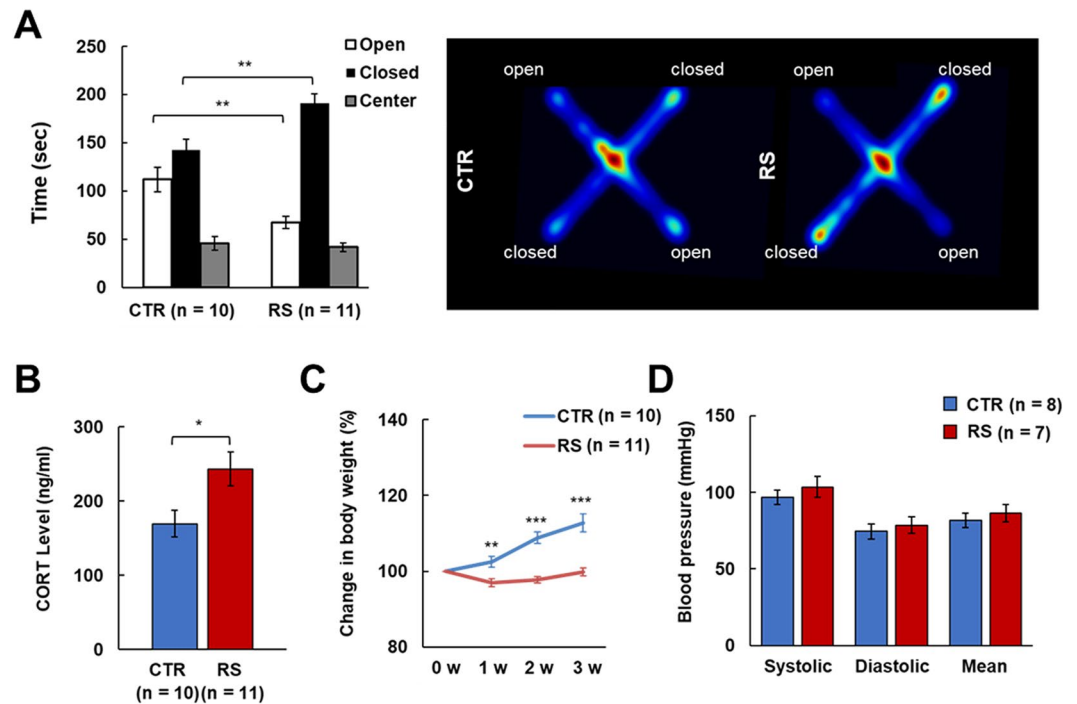 A
Time (sec)
250
200
150
100
50
0
Open
Closed
Center
**
**
CTR (n = 10)
RS (n = 11)
CTR
open
closed
closed
open
RS
open
closed
closed
open
B
CORT Level (ng/ml)
300
200
100
0
*
CTR
(n = 10)
RS
(n = 11)
C
Change in body weight (%)
140
120
100
80
CTR (n = 10)
RS (n = 11)
**
***
***
0 w
1 w
2 w
3 w
D
Blood pressure (mmHg)
150
100
50
0
CTR (n = 8)
RS (n = 7)
Systolic
Diastolic
Mean